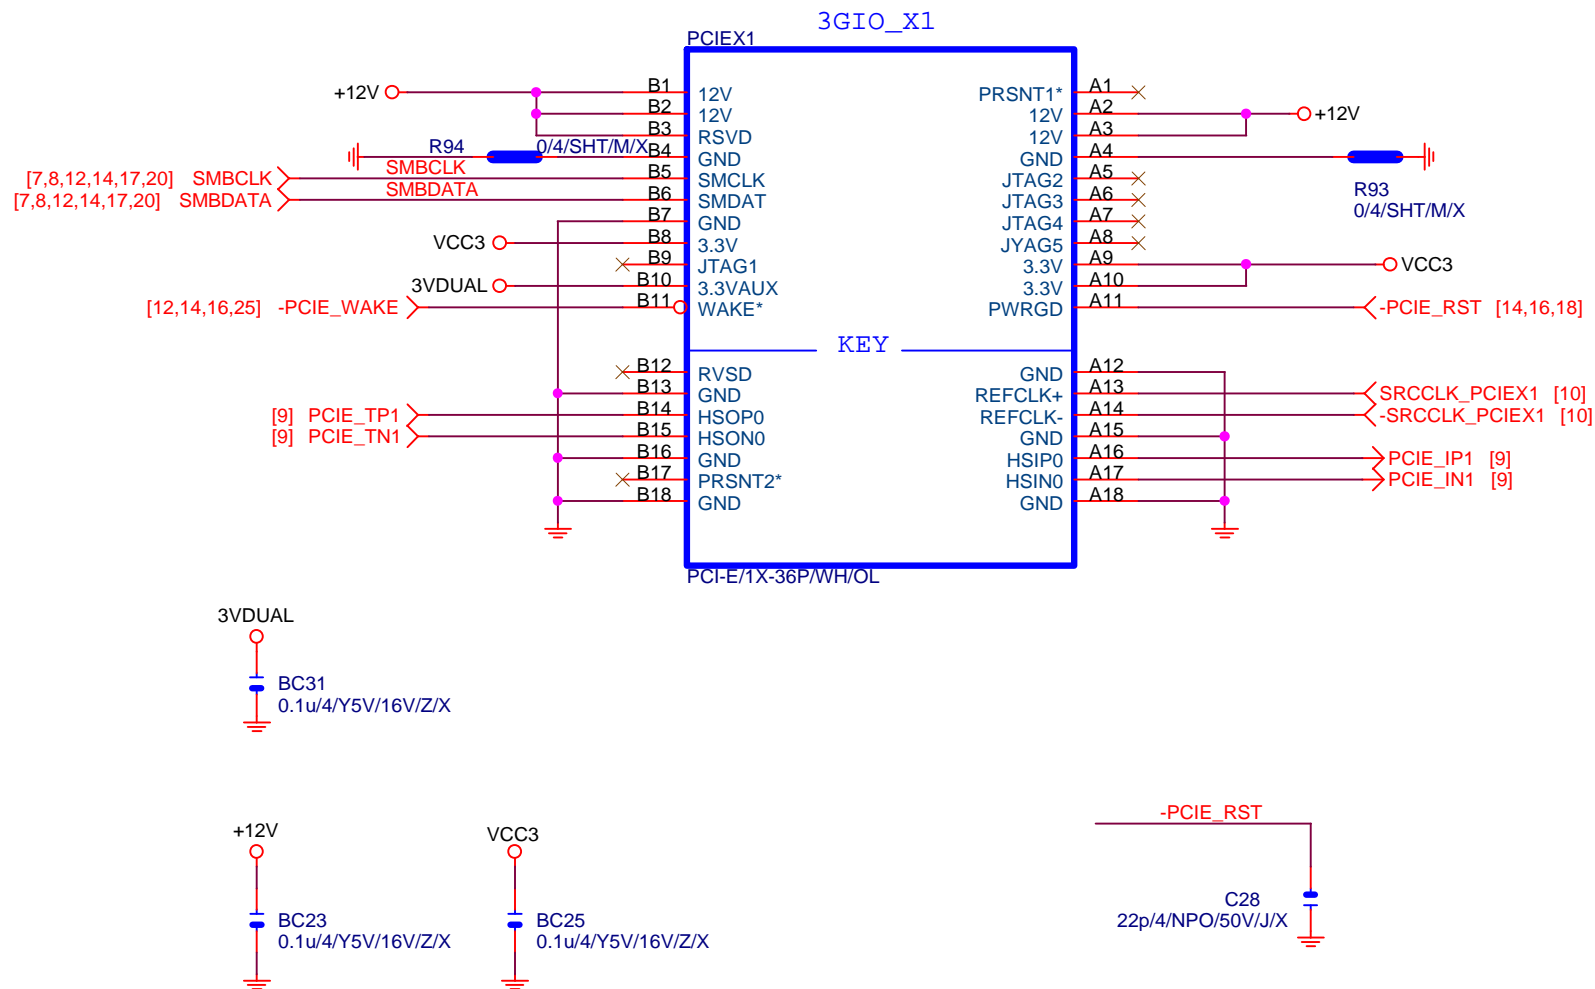 3GIO_X1
PCIEX1
+12V B1 12V PRSNT1* A1
B2 12V 12V A2 +12V
B3 RSVD 12V A3
R94 0/4/SHT/M/X B4 GND GND A4
[7,8,12,14,17,20] SMBCLK SMBCLK B5 SMCLK JTAG2 A5
[7,8,12,14,17,20] SMBDATA SMBDATA B6 SMDAT JTAG3 A6
R93
0/4/SHT/M/X
B7 GND JTAG4 A7
VCC3 B8 3.3V JYAG5 A8
B9 JTAG1 3.3V A9 VCC3
3VDUAL B10 3.3VAUX 3.3V A10
[12,14,16,25] -PCIE_WAKE B11 WAKE* PWRGD A11 -PCIE_RST [14,16,18]
KEY
B12 RVSD GND A12
B13 GND REFCLK+ A13 SRCCLK_PCIEX1 [10]
[9] PCIE_TP1 B14 HSOP0 REFCLK- A14 -SRCCLK_PCIEX1 [10]
[9] PCIE_TN1 B15 HSON0 GND A15
B16 GND HSIP0 A16 PCIE_IP1 [9]
B17 PRSNT2* HSIN0 A17 PCIE_IN1 [9]
B18 GND GND A18
PCI-E/1X-36P/WH/OL
3VDUAL
BC31
0.1u/4/Y5V/16V/Z/X
+12V
BC23
0.1u/4/Y5V/16V/Z/X
VCC3
BC25
0.1u/4/Y5V/16V/Z/X
-PCIE_RST
C28
22p/4/NPO/50V/J/X